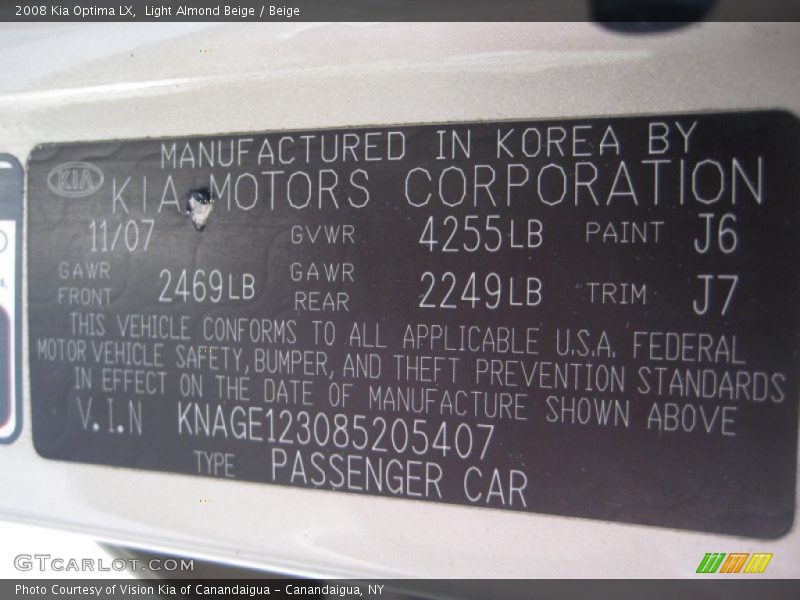 2008 Kia Optima LX,  Light Almond Beige / Beige
MANUFACTURED IN KOREA BY
KIA KIA MOTORS CORPORATION
11/07 GVWR 4255LB PAINT J6
GAWR FRONT 2469LB GAWR REAR 2249LB TRIM J7
THIS VEHICLE CONFORMS TO ALL APPLICABLE U.S.A. FEDERAL
MOTOR VEHICLE SAFETY, BUMPER, AND THEFT PREVENTION STANDARDS
IN EFFECT ON THE DATE OF MANUFACTURE SHOWN ABOVE
V.I.N KNAGE123085205407
TYPE PASSENGER CAR
GTCARLOT.COM
Photo Courtesy of Vision Kia of Canandaigua - Canandaigua, NY